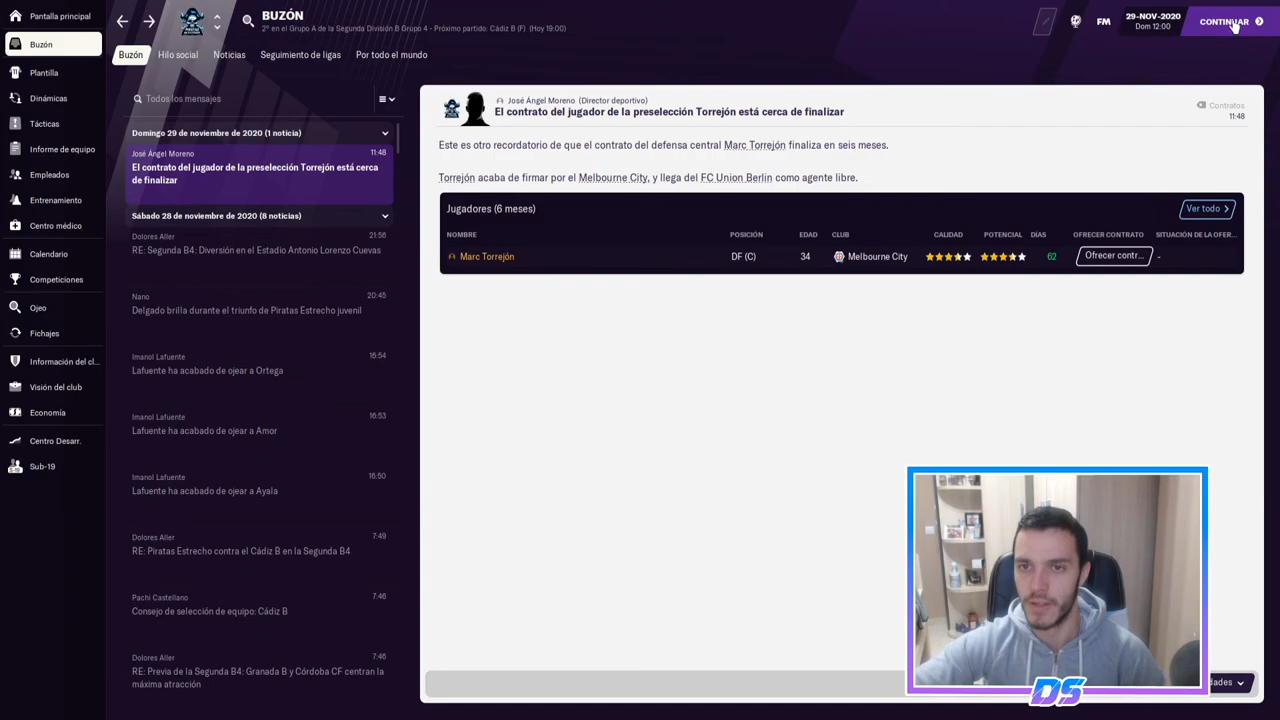 Pantalla principal
Buzón
Plantilla
Dinámicas
Tácticas
Informe de equipo
Empleados
Entrenamiento
Centro médico
Calendario
Competiciones
Ojeo
Fichajes
Información del cl...
Visión del club
Economía
Centro Desarr.
Sub-19
BUZÓN
2º en el Grupo A de la Segunda División B Grupo 4 - Próximo partido: Cádiz B (F) (Hoy 19:00)
FM
29-NOV-2020
Dom 12:00
CONTINUAR
Buzón Hilo social Noticias Seguimiento de ligas Por todo el mundo
Todos los mensajes
Domingo 29 de noviembre de 2020 (1 noticia)
José Ángel Moreno 11:48
El contrato del jugador de la preselección Torrejón está cerca
de finalizar
Sábado 28 de noviembre de 2020 (8 noticias)
Dolores Aller 21:56
RE: Segunda B4: Diversión en el Estadio Antonio Lorenzo Cuevas
Nano 20:45
Delgado brilla durante el triunfo de Piratas Estrecho juvenil
Imanol Lafuente 16:54
Lafuente ha acabado de ojear a Ortega
Imanol Lafuente 16:53
Lafuente ha acabado de ojear a Amor
Imanol Lafuente 16:50
Lafuente ha acabado de ojear a Ayala
Dolores Aller 7:49
RE: Piratas Estrecho contra el Cádiz B en la Segunda B4
Pachi Castellano 7:46
Consejo de selección de equipo: Cádiz B
Dolores Aller 7:46
RE: Previa de la Segunda B4: Granada B y Córdoba CF centran la
máxima atracción
José Ángel Moreno (Director deportivo)
El contrato del jugador de la preselección Torrejón está cerca de finalizar
Contratos
11:48
Este es otro recordatorio de que el contrato del defensa central Marc Torrejón finaliza en seis meses.
Torrejón acaba de firmar por el Melbourne City, y llega del FC Union Berlin como agente libre.
Jugadores (6 meses) Ver todo
NOMBRE POSICIÓN EDAD CLUB CALIDAD POTENCIAL DÍAS OFRECER CONTRATO SITUACIÓN DE LA OFER...
Marc Torrejón DF (C) 34 Melbourne City 62 Ofrecer contr... -
dades
DS